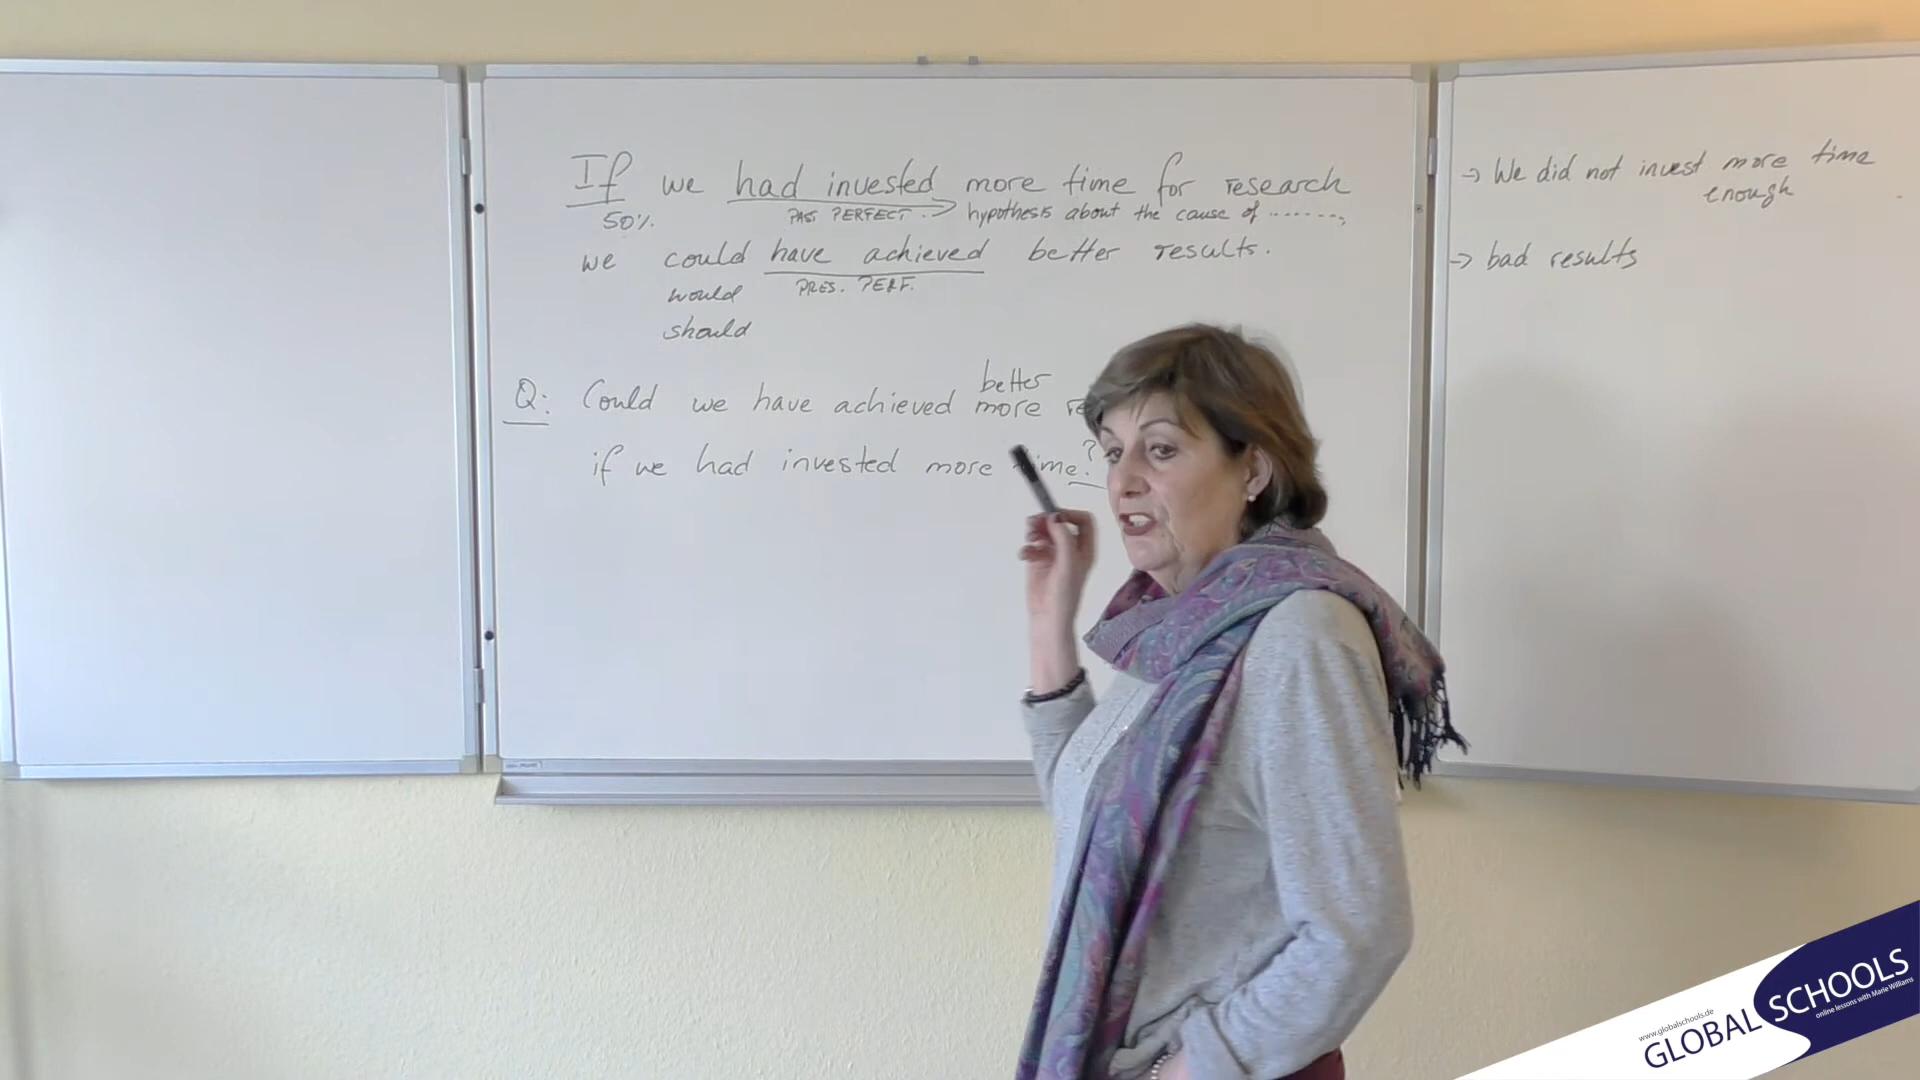 If we had invested more time for research
50%. PAST PERFECT. -> hypothesis about the cause of .......,
we could have achieved better results.
would PRES. PERF.
should
Q: Could we have achieved more
better
if we had invested more time?
-> We did not invest more time
enough
-> bad results
www.globalschools.de
GLOBAL SCHOOLS
online lessons with Marie Williams